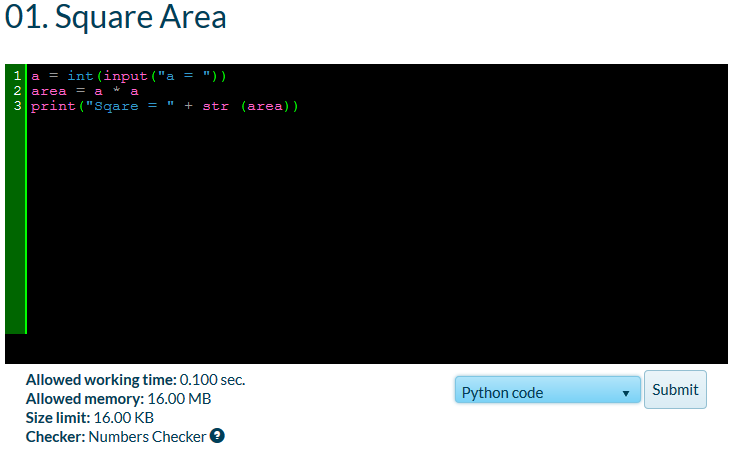 01. Square Area
1 a = int(input("a = "))
2 area = a * a
3 print("Sqare = " + str (area))
Allowed working time: 0.100 sec.
Allowed memory: 16.00 MB
Size limit: 16.00 KB
Checker: Numbers Checker ?
Python code
Submit